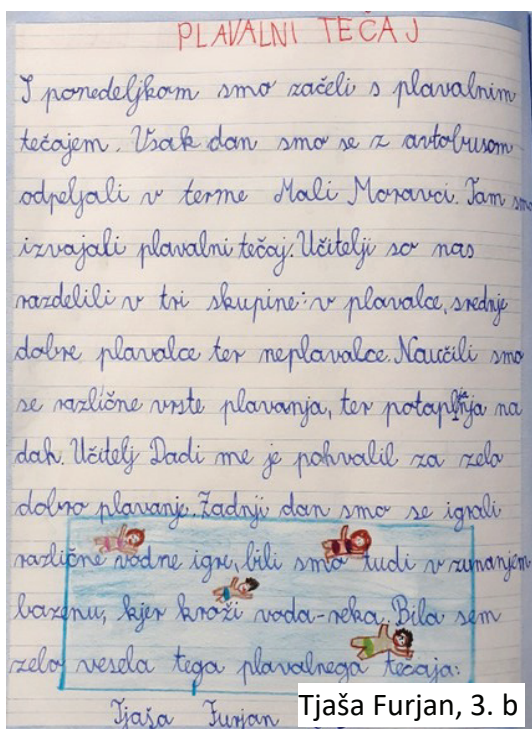 PLAVALNI TEČAJ
S ponedeljkom smo začeli s plavalnim
tečajem. Vsak dan smo se z avtobusom
odpeljali v terme Mali Moravci. Tam smo
izvajali plavalni tečaj. Učitelji so nas
razdelili v tri skupine: v plavalce, srednje
dobre plavalce ter neplavalce. Naučili smo
se različne vrste plavanja, ter potapljnja na
dah. Učitelj Dadi me je pohvalil za zelo
dobro plavanje. Zadnji dan smo se igrali
različne vodne igre, bili smo tudi v zunanjem
bazenu, kjer kroži voda-reka. Bila sem
zelo vesela tega plavalnega tečaja.
Tjaša Furjan
Tjaša Furjan, 3. b